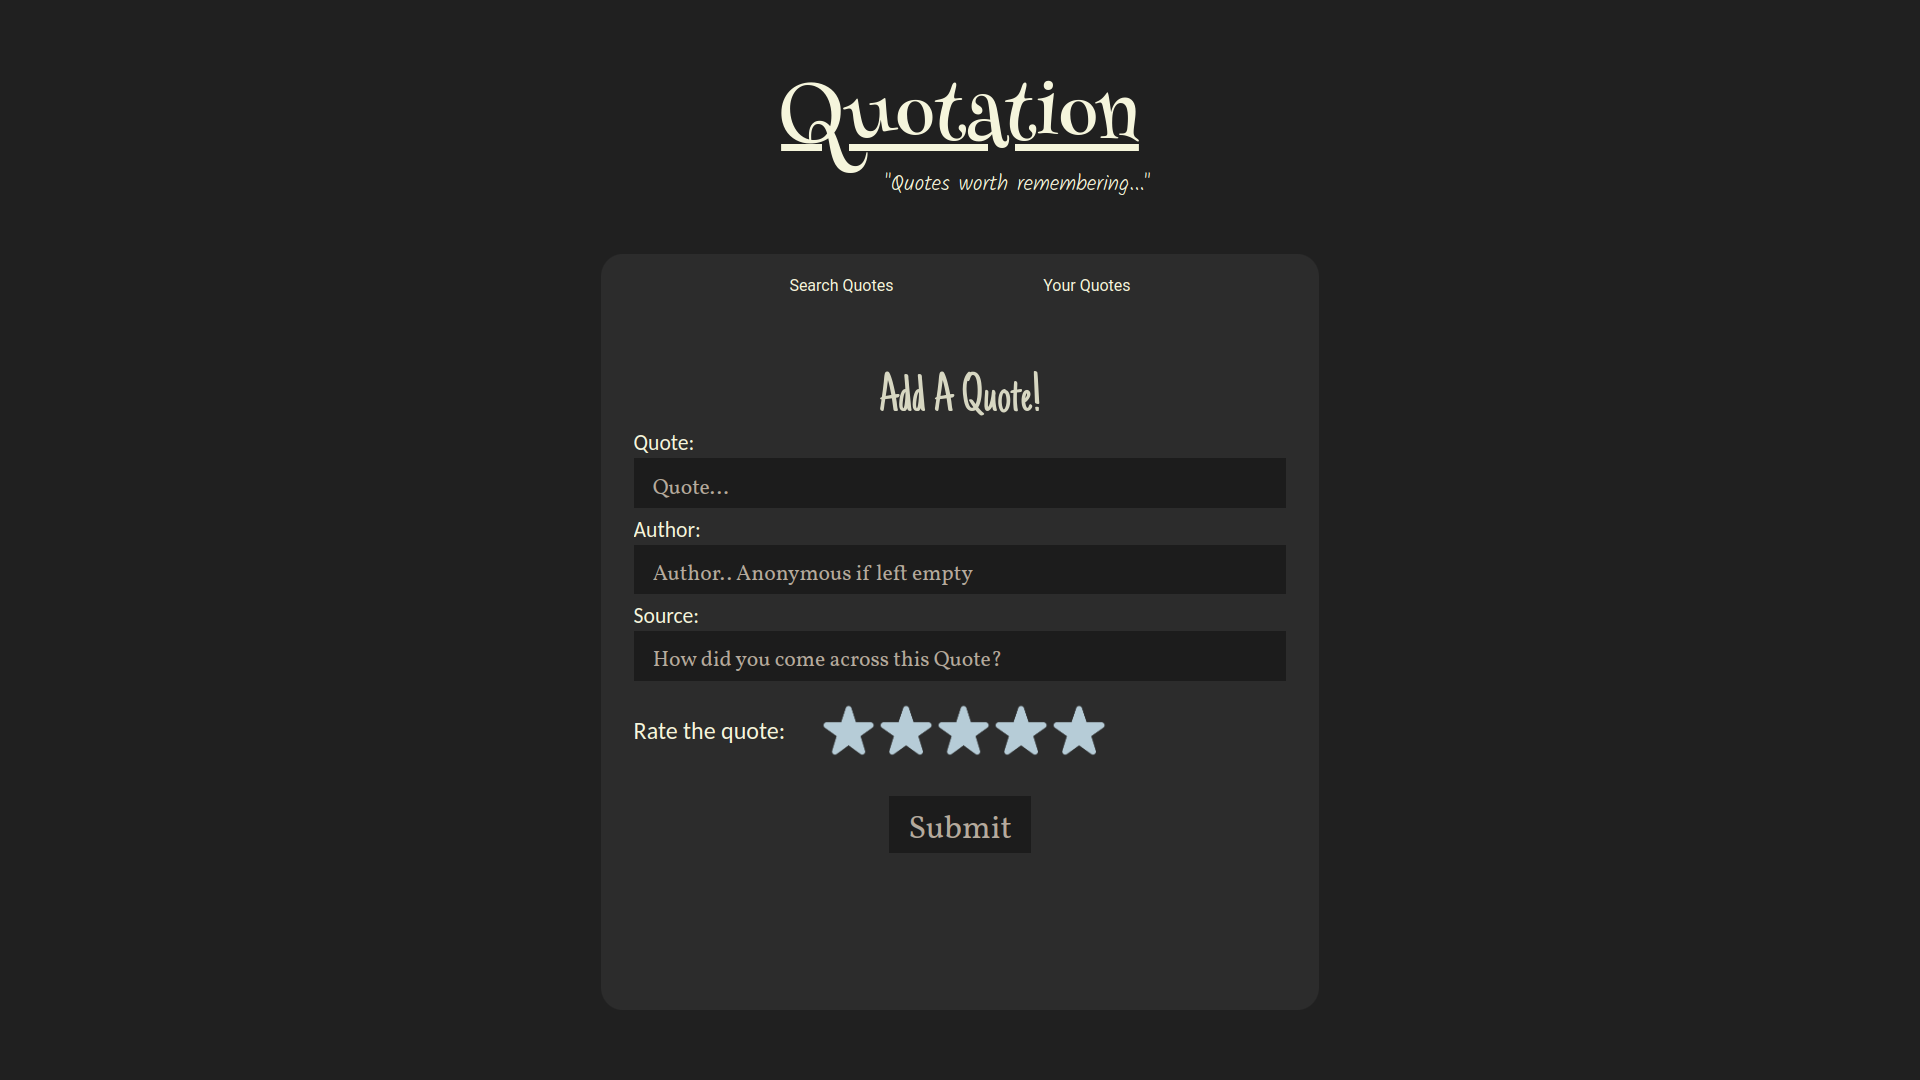 Quotation
"Quotes worth remembering..."
Search Quotes
Your Quotes
Add A Quote!
Quote:
Quote...
Author:
Author.. Anonymous if left empty
Source:
How did you come across this Quote?
Rate the quote:
Submit